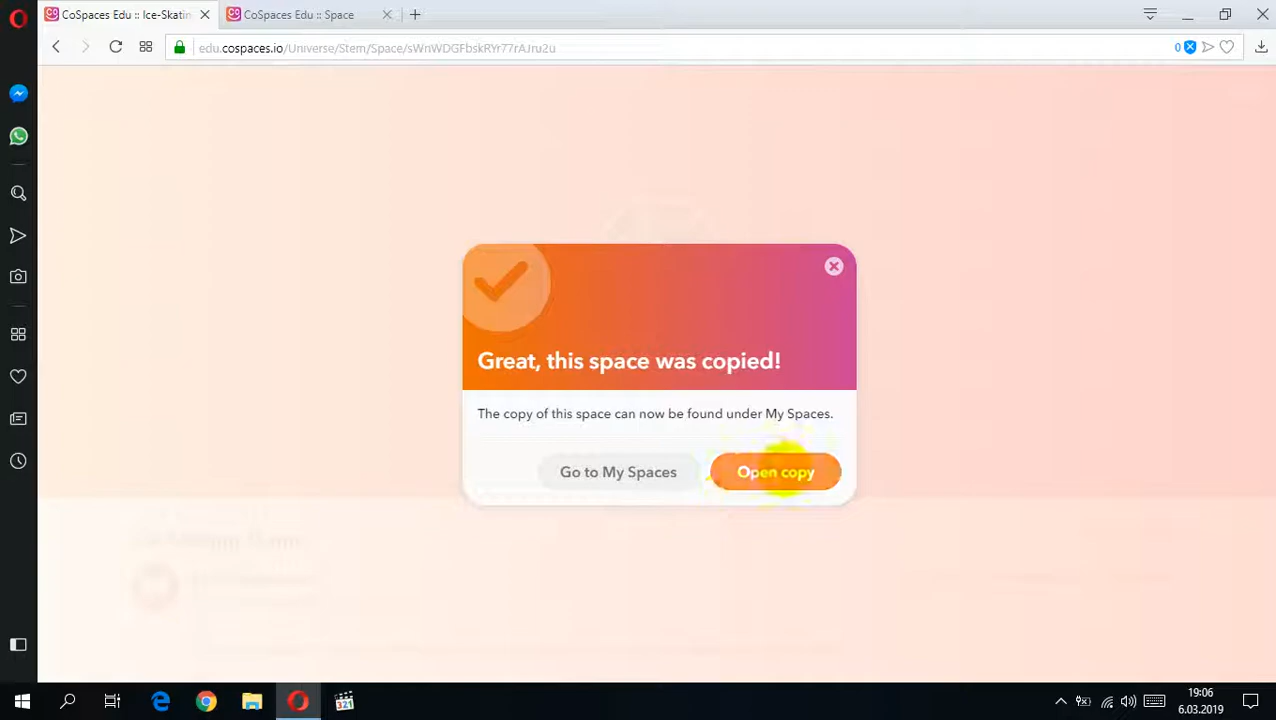 CoSpaces Edu :: Ice-Skatin
CoSpaces Edu :: Space
edu.cospaces.io/Universe/Stem/Space/sWnWDGFbskRYr77rAJru2u
0
Great, this space was copied!
The copy of this space can now be found under My Spaces.
Go to My Spaces
Open copy
321
19:06
6.03.2019